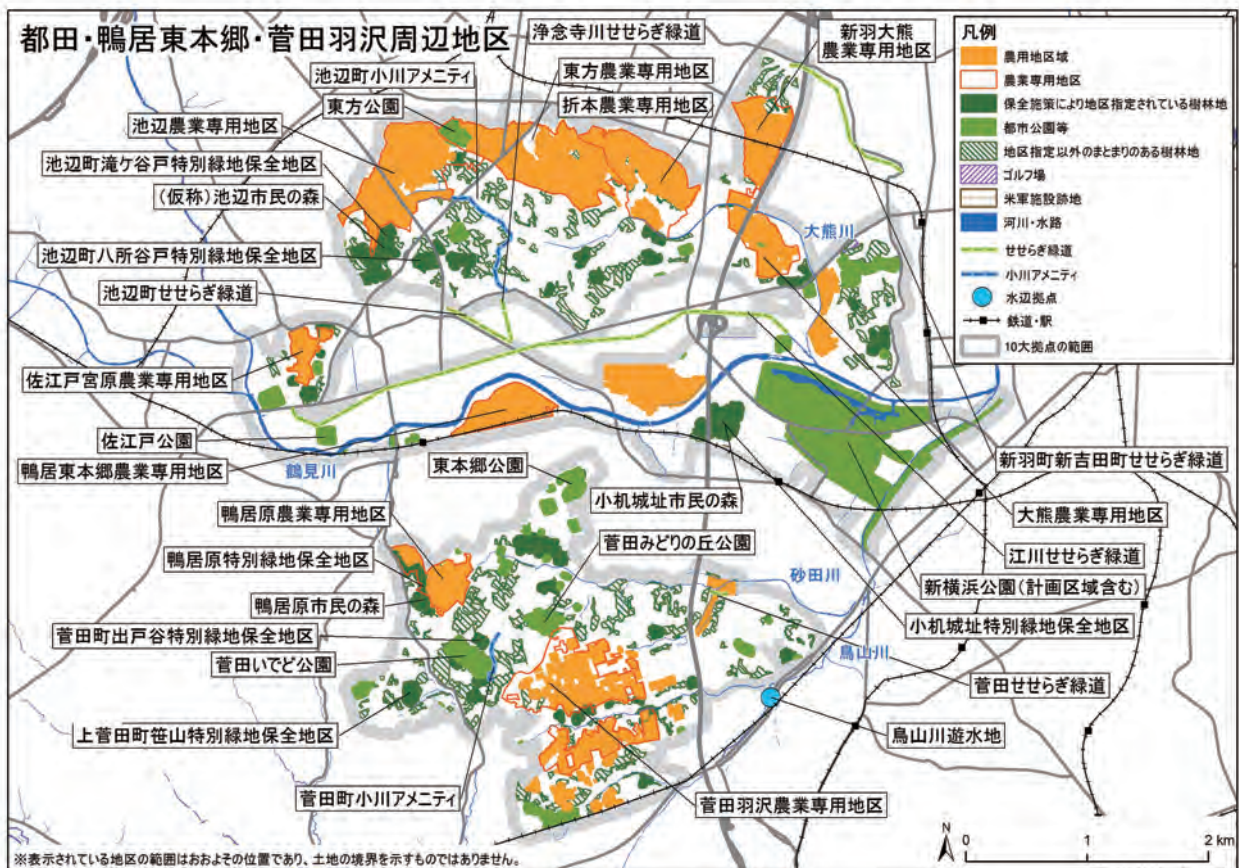 都田・鴨居東本郷・菅田羽沢周辺地区
浄念寺川せせらぎ緑道
新羽大熊
農業専用地区
池辺町小川アメニティ
東方農業専用地区
東方公園
折本農業専用地区
池辺農業専用地区
池辺町滝ケ谷戸特別緑地保全地区
(仮称)池辺市民の森
池辺町八所谷戸特別緑地保全地区
池辺町せせらぎ緑道
大熊川
佐江戸宮原農業専用地区
佐江戸公園
鴨居東本郷農業専用地区
鶴見川
東本郷公園
小机城址市民の森
新羽町新吉田町せせらぎ緑道
大熊農業専用地区
江川せせらぎ緑道
新横浜公園(計画区域含む)
小机城址特別緑地保全地区
鴨居原農業専用地区
菅田みどりの丘公園
鴨居原特別緑地保全地区
砂田川
鴨居原市民の森
菅田町出戸谷特別緑地保全地区
鳥山川
菅田いでど公園
菅田せせらぎ緑道
上菅田町笹山特別緑地保全地区
鳥山川遊水地
菅田町小川アメニティ
菅田羽沢農業専用地区
凡例
農用地区域
農業専用地区
保全施策により地区指定されている樹林地
都市公園等
地区指定以外のまとまりのある樹林地
ゴルフ場
米軍施設跡地
河川・水路
せせらぎ緑道
小川アメニティ
水辺拠点
鉄道・駅
10大拠点の範囲
N
0 1 2 km
※表示されている地区の範囲はおおよその位置であり、土地の境界を示すものではありません。